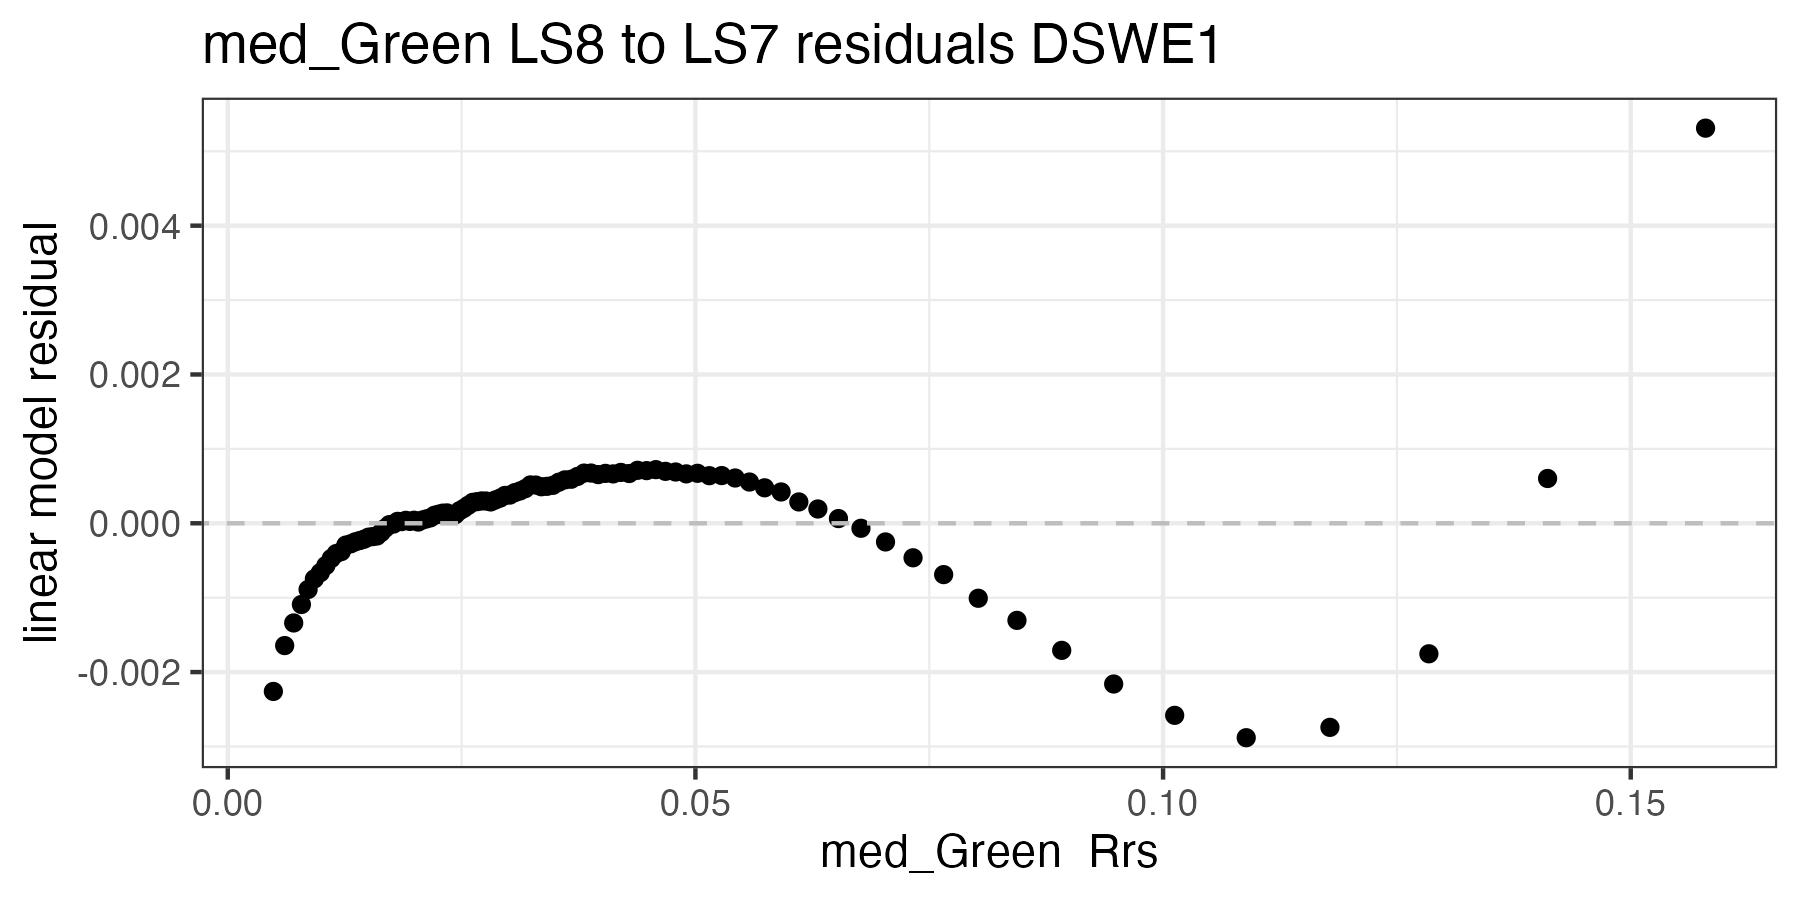 med_Green LS8 to LS7 residuals DSWE1
linear model residual
0.004
0.002
0.000
-0.002
0.00 0.05 0.10 0.15
med_Green  Rrs